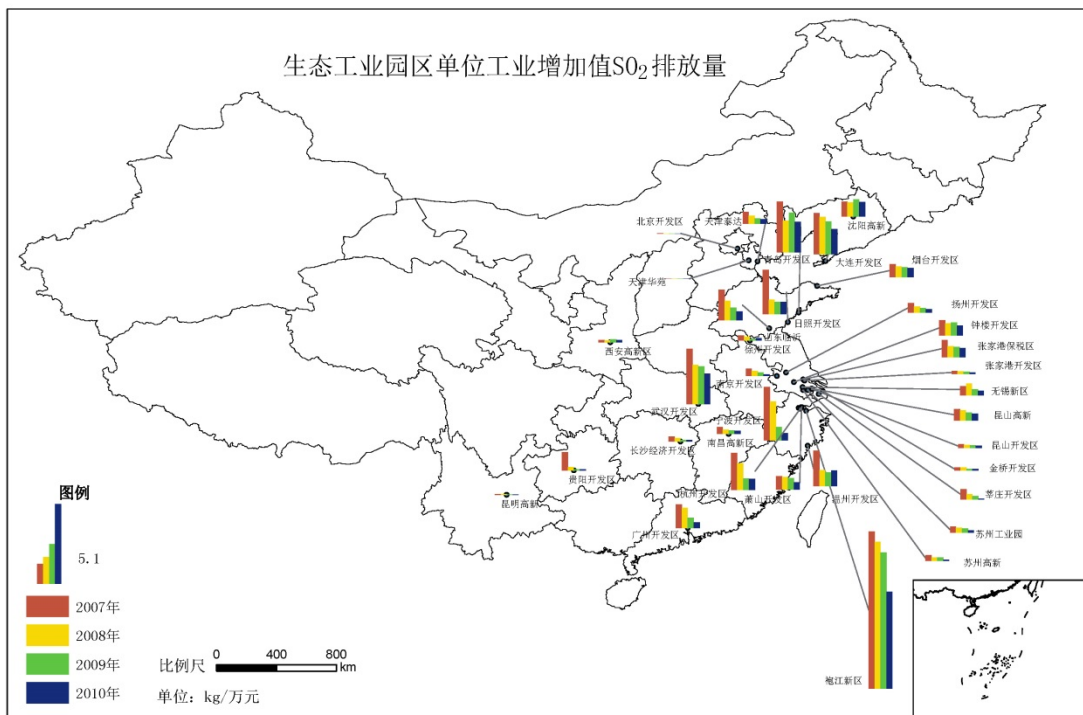 生态工业园区单位工业增加值SO₂排放量
北京开发区
天津泰达
沈阳高新
青岛开发区
大连开发区
烟台开发区
天津华苑
扬州开发区
日照开发区
钟楼开发区
山东临沂
西安高新区
徐州开发区
张家港保税区
张家港开发区
南京开发区
无锡新区
武汉开发区
宁波开发区
昆山高新
南昌高新区
长沙经济开发区
昆山开发区
金桥开发区
贵阳开发区
杭州开发区
萧山开发区
温州开发区
莘庄开发区
昆明高新
广州开发区
苏州工业园
苏州高新
袍江新区
图例
5.1
2007年
2008年
2009年
2010年
比例尺
0 400 800
km
单位：kg/万元